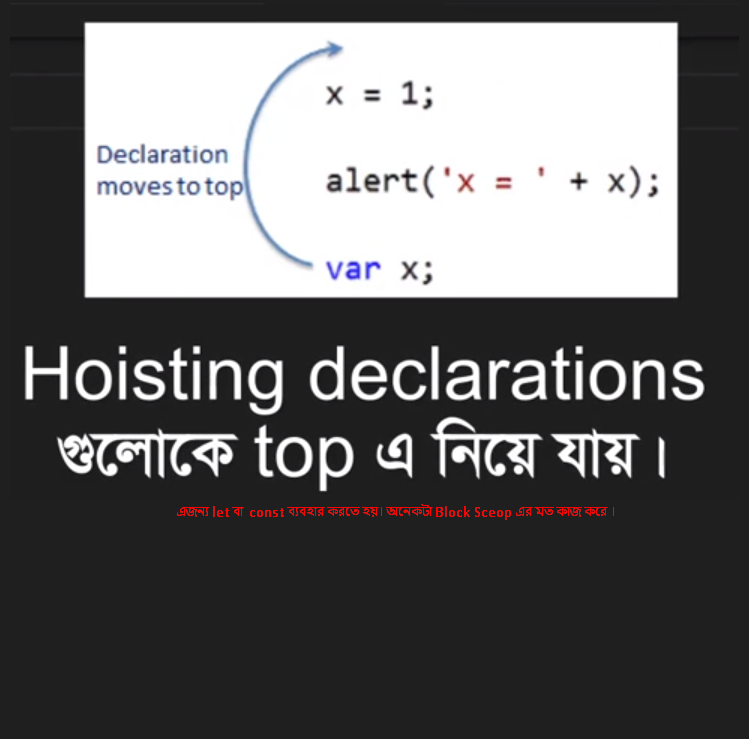 x = 1;
Declaration
moves to top
alert('x = ' + x);
var x;
Hoisting declarations
গুলোকে top এ নিয়ে যায়।
এজন্য let বা const ব্যবহার করতে হয়। অনেকটা Block Sceop এর মত কাজ করে।